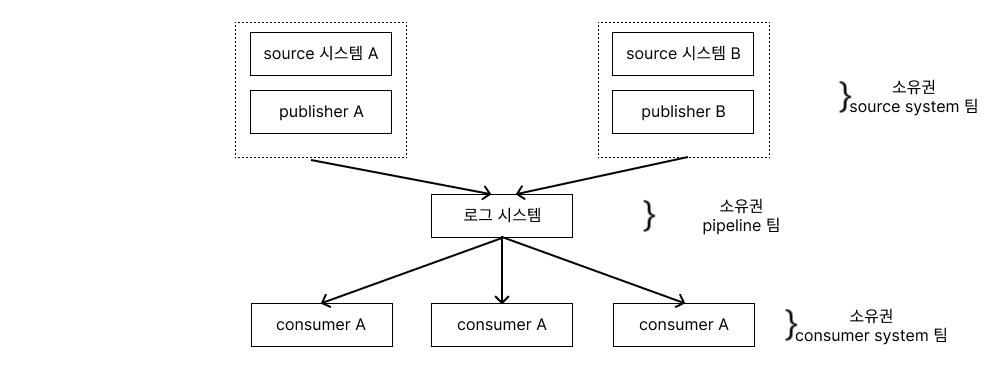 source 시스템 A
source 시스템 B
publisher A
publisher B
} 소유권
source system 팀
로그 시스템
} 소유권
pipeline 팀
consumer A
consumer A
consumer A
} 소유권
consumer system 팀